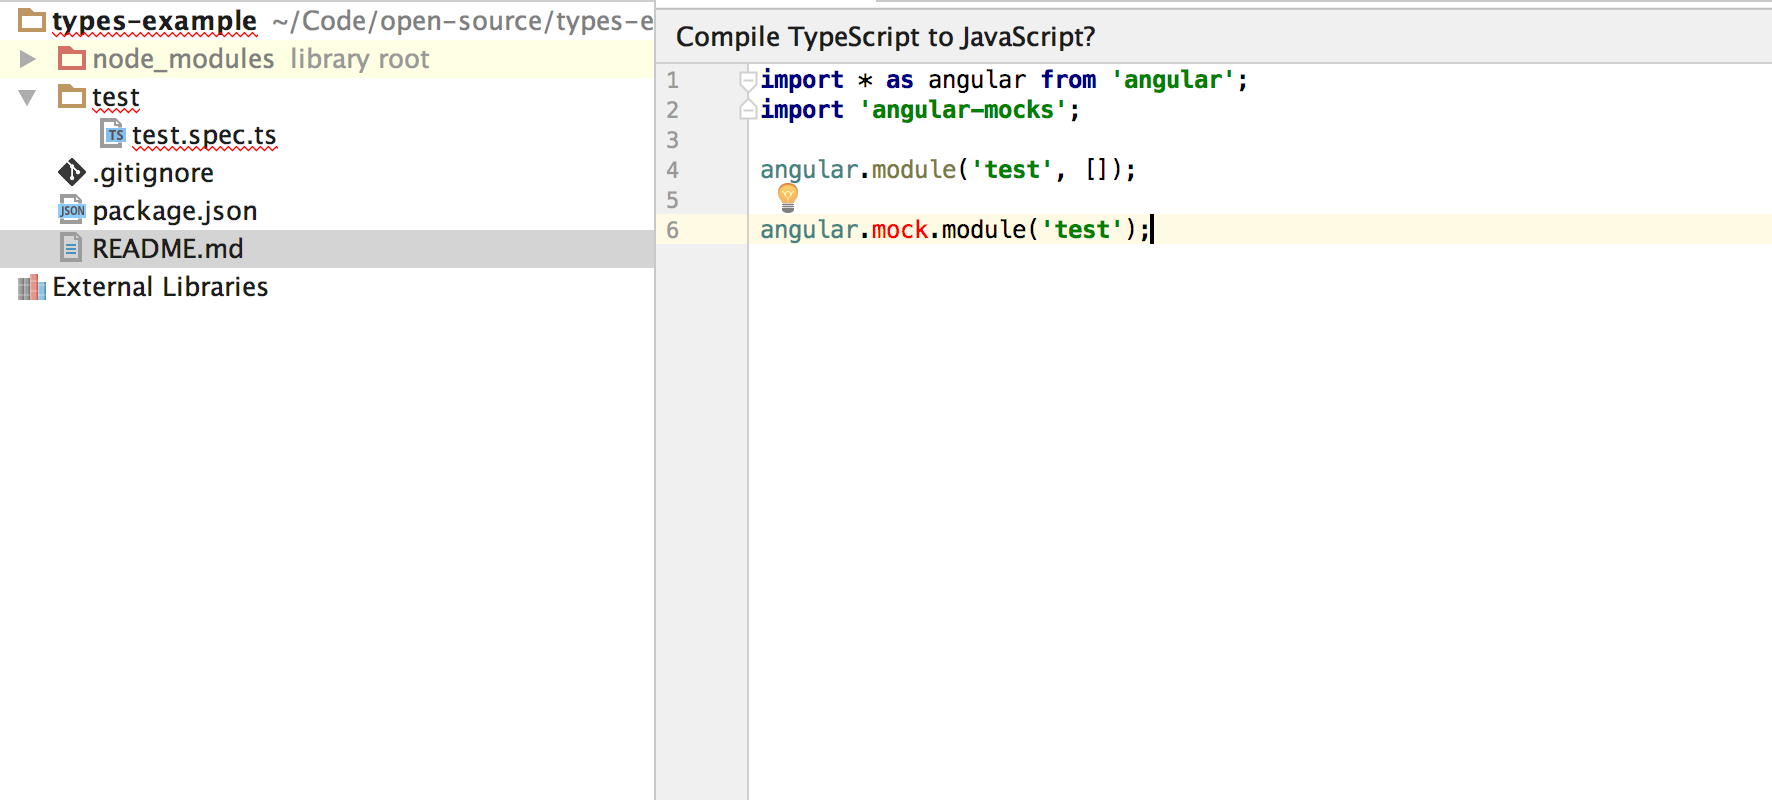 types-example ~/Code/open-source/types-e
node_modules library root
test
TS test.spec.ts
.gitignore
JSON package.json
README.md
External Libraries
Compile TypeScript to JavaScript?
1 import * as angular from 'angular';
2 import 'angular-mocks';
3
4 angular.module('test', []);
5
6 angular.mock.module('test');